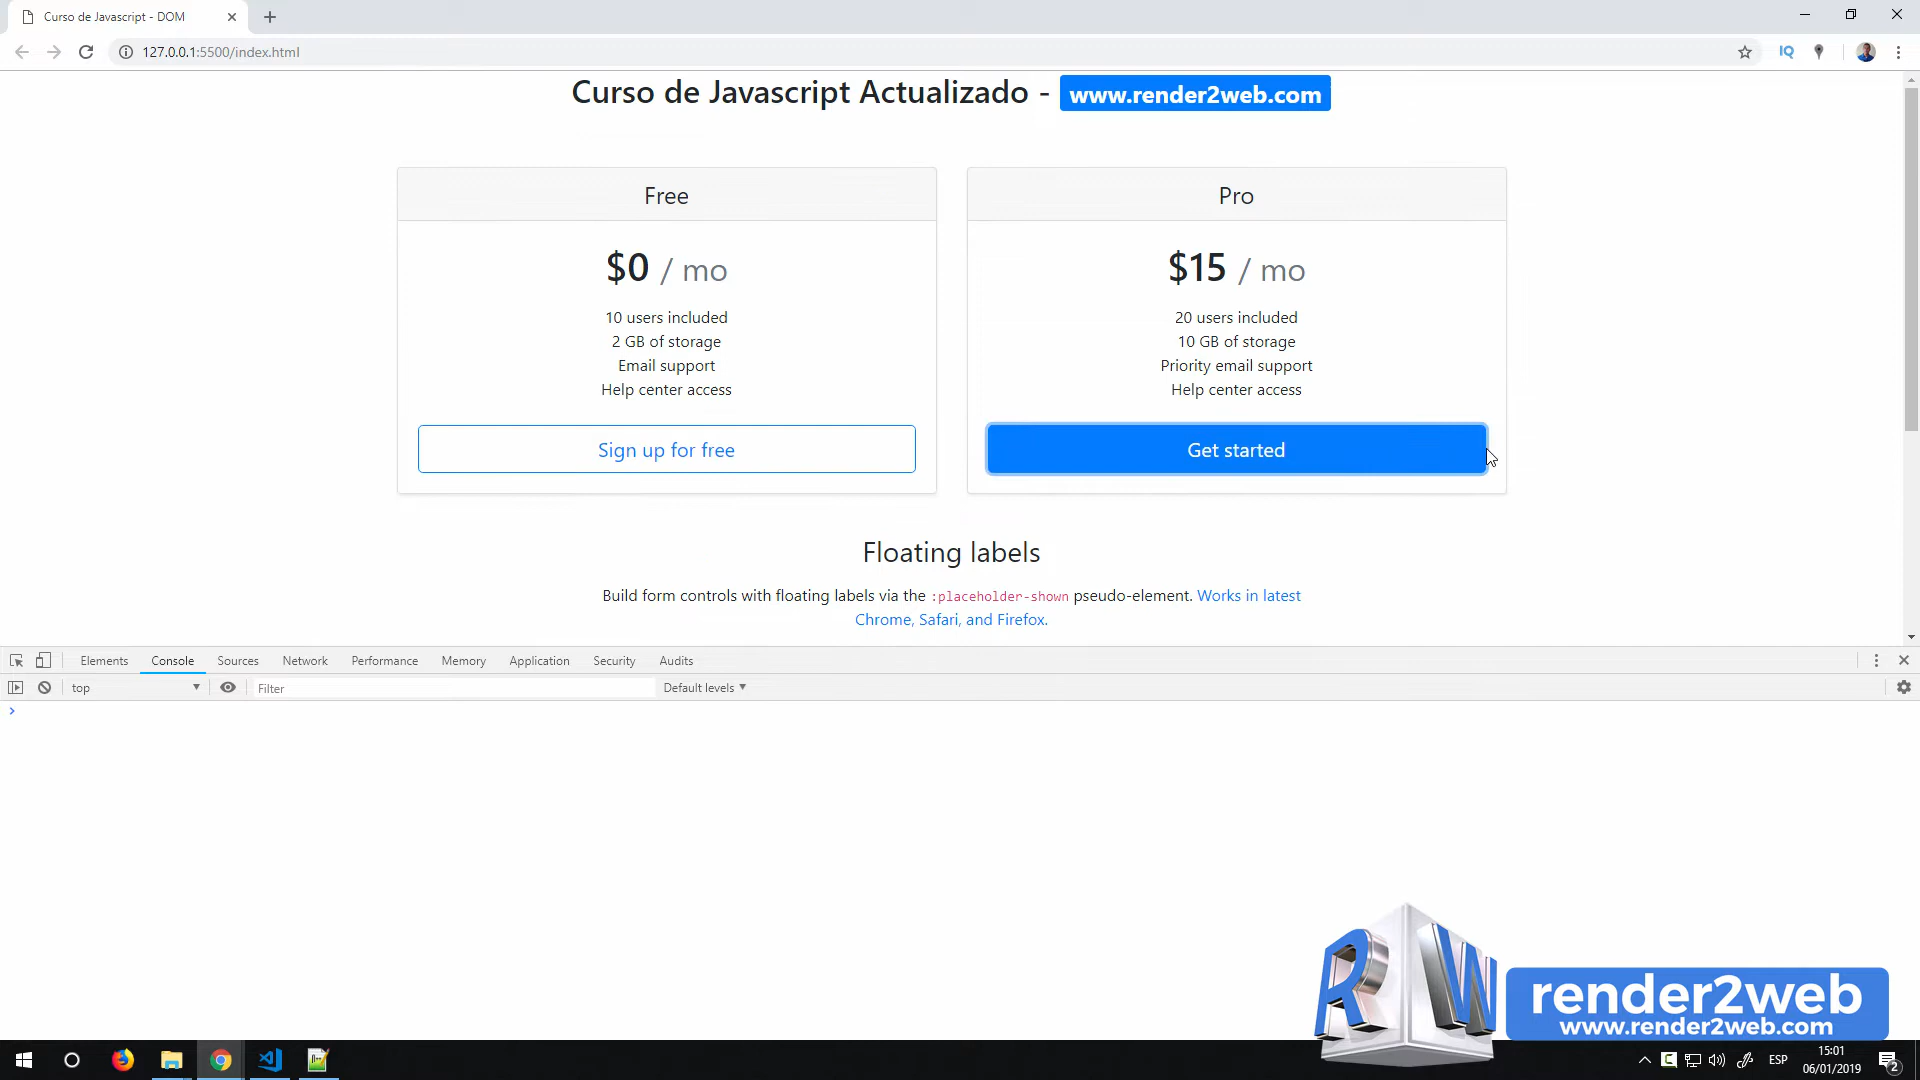 Curso de Javascript - DOM
127.0.0.1:5500/index.html
IQ
Curso de Javascript Actualizado - www.render2web.com
Free
$0 / mo
10 users included
2 GB of storage
Email support
Help center access
Sign up for free
Pro
$15 / mo
20 users included
10 GB of storage
Priority email support
Help center access
Get started
Floating labels
Build form controls with floating labels via the :placeholder-shown pseudo-element. Works in latest
Chrome, Safari, and Firefox.
Elements Console Sources Network Performance Memory Application Security Audits
top Filter Default levels
RW
render2web
www.render2web.com
ESP
15:01
06/01/2019
2